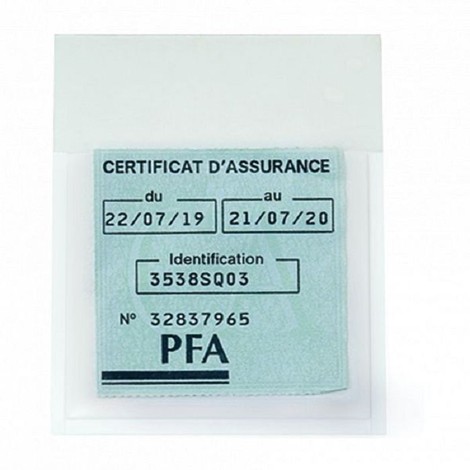 CERTIFICAT D'ASSURANCE
du au
22/07/19 21/07/20
Identification
3538SQ03
N° 32837965
PFA